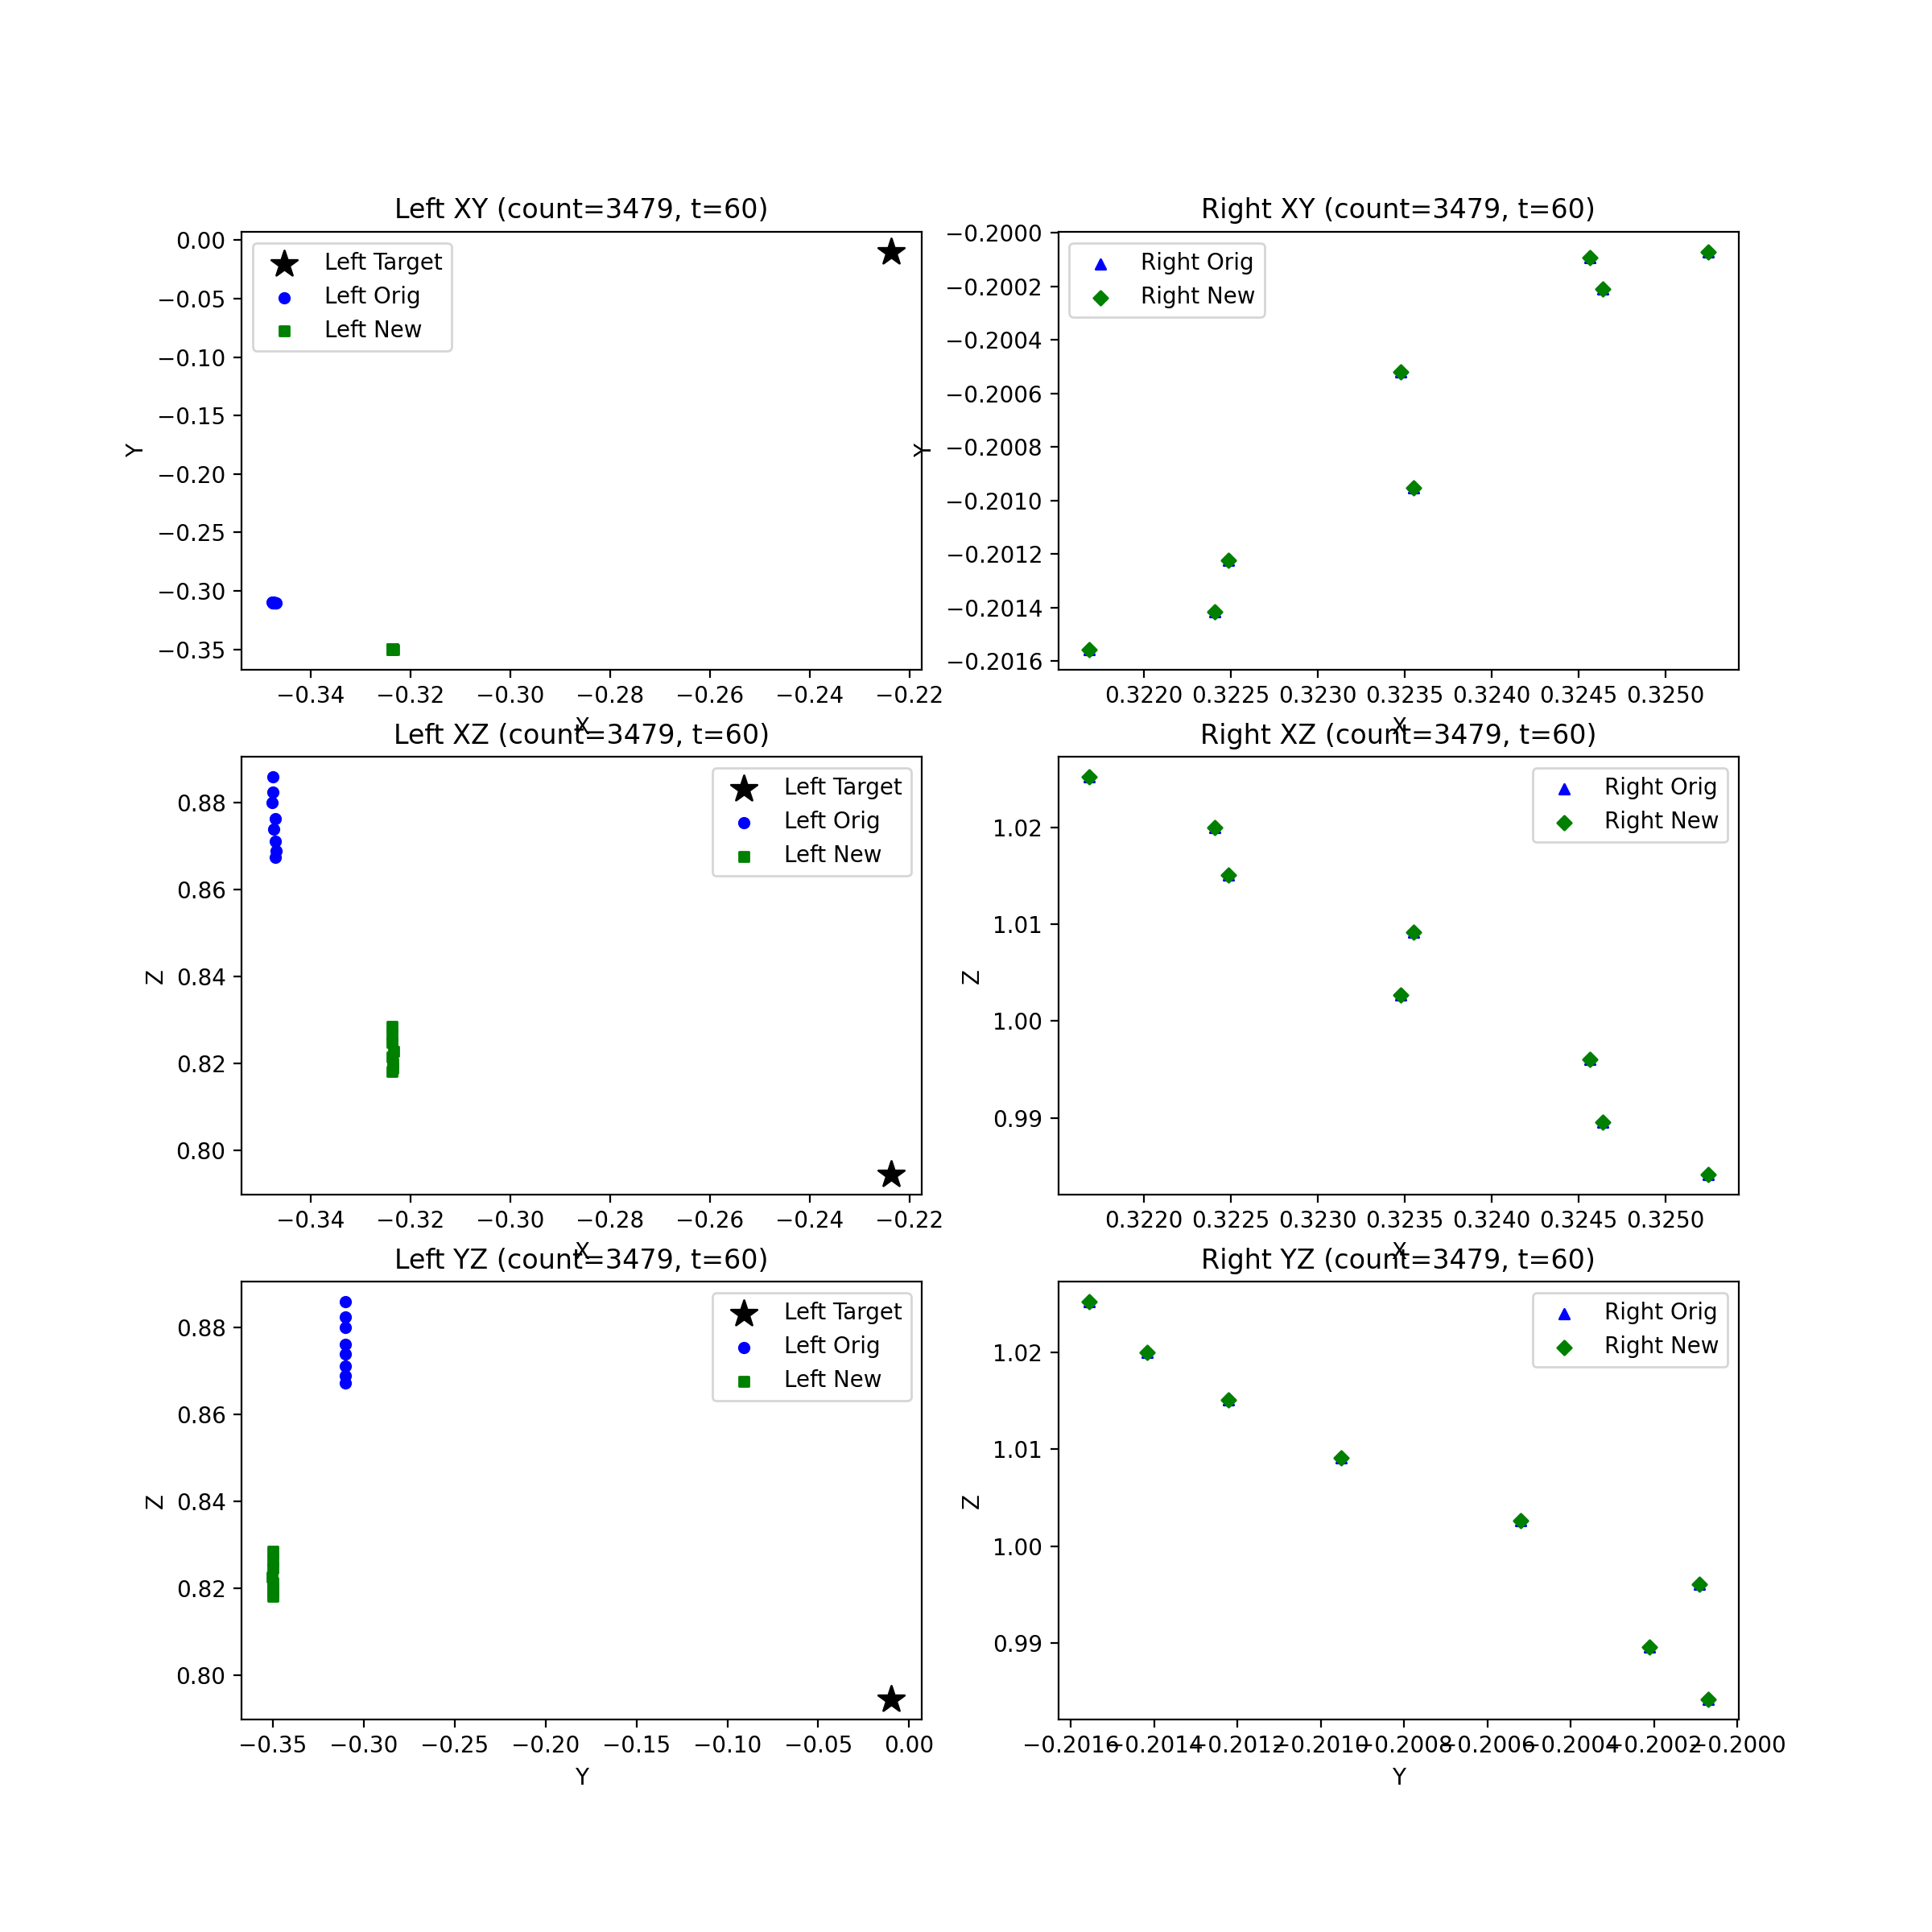 Left XY (count=3479, t=60)
0.00
−0.05
−0.10
−0.15
−0.20
−0.25
−0.30
−0.35
Y
Left Target
Left Orig
Left New
−0.34 −0.32 −0.30 −0.28 −0.26 −0.24 −0.22
X
Right XY (count=3479, t=60)
−0.2000
−0.2002
−0.2004
−0.2006
−0.2008
−0.2010
−0.2012
−0.2014
−0.2016
Y
Right Orig
Right New
0.3220 0.3225 0.3230 0.3235 0.3240 0.3245 0.3250
X
Left XZ (count=3479, t=60)
0.88
0.86
0.84
0.82
0.80
Z
Left Target
Left Orig
Left New
−0.34 −0.32 −0.30 −0.28 −0.26 −0.24 −0.22
X
Right XZ (count=3479, t=60)
1.02
1.01
1.00
0.99
Z
Right Orig
Right New
0.3220 0.3225 0.3230 0.3235 0.3240 0.3245 0.3250
X
Left YZ (count=3479, t=60)
0.88
0.86
0.84
0.82
0.80
Z
Left Target
Left Orig
Left New
−0.35 −0.30 −0.25 −0.20 −0.15 −0.10 −0.05 0.00
Y
Right YZ (count=3479, t=60)
1.02
1.01
1.00
0.99
Z
Right Orig
Right New
−0.2016 −0.2014 −0.2012 −0.2010 −0.2008 −0.2006 −0.2004 −0.2002 −0.2000
Y